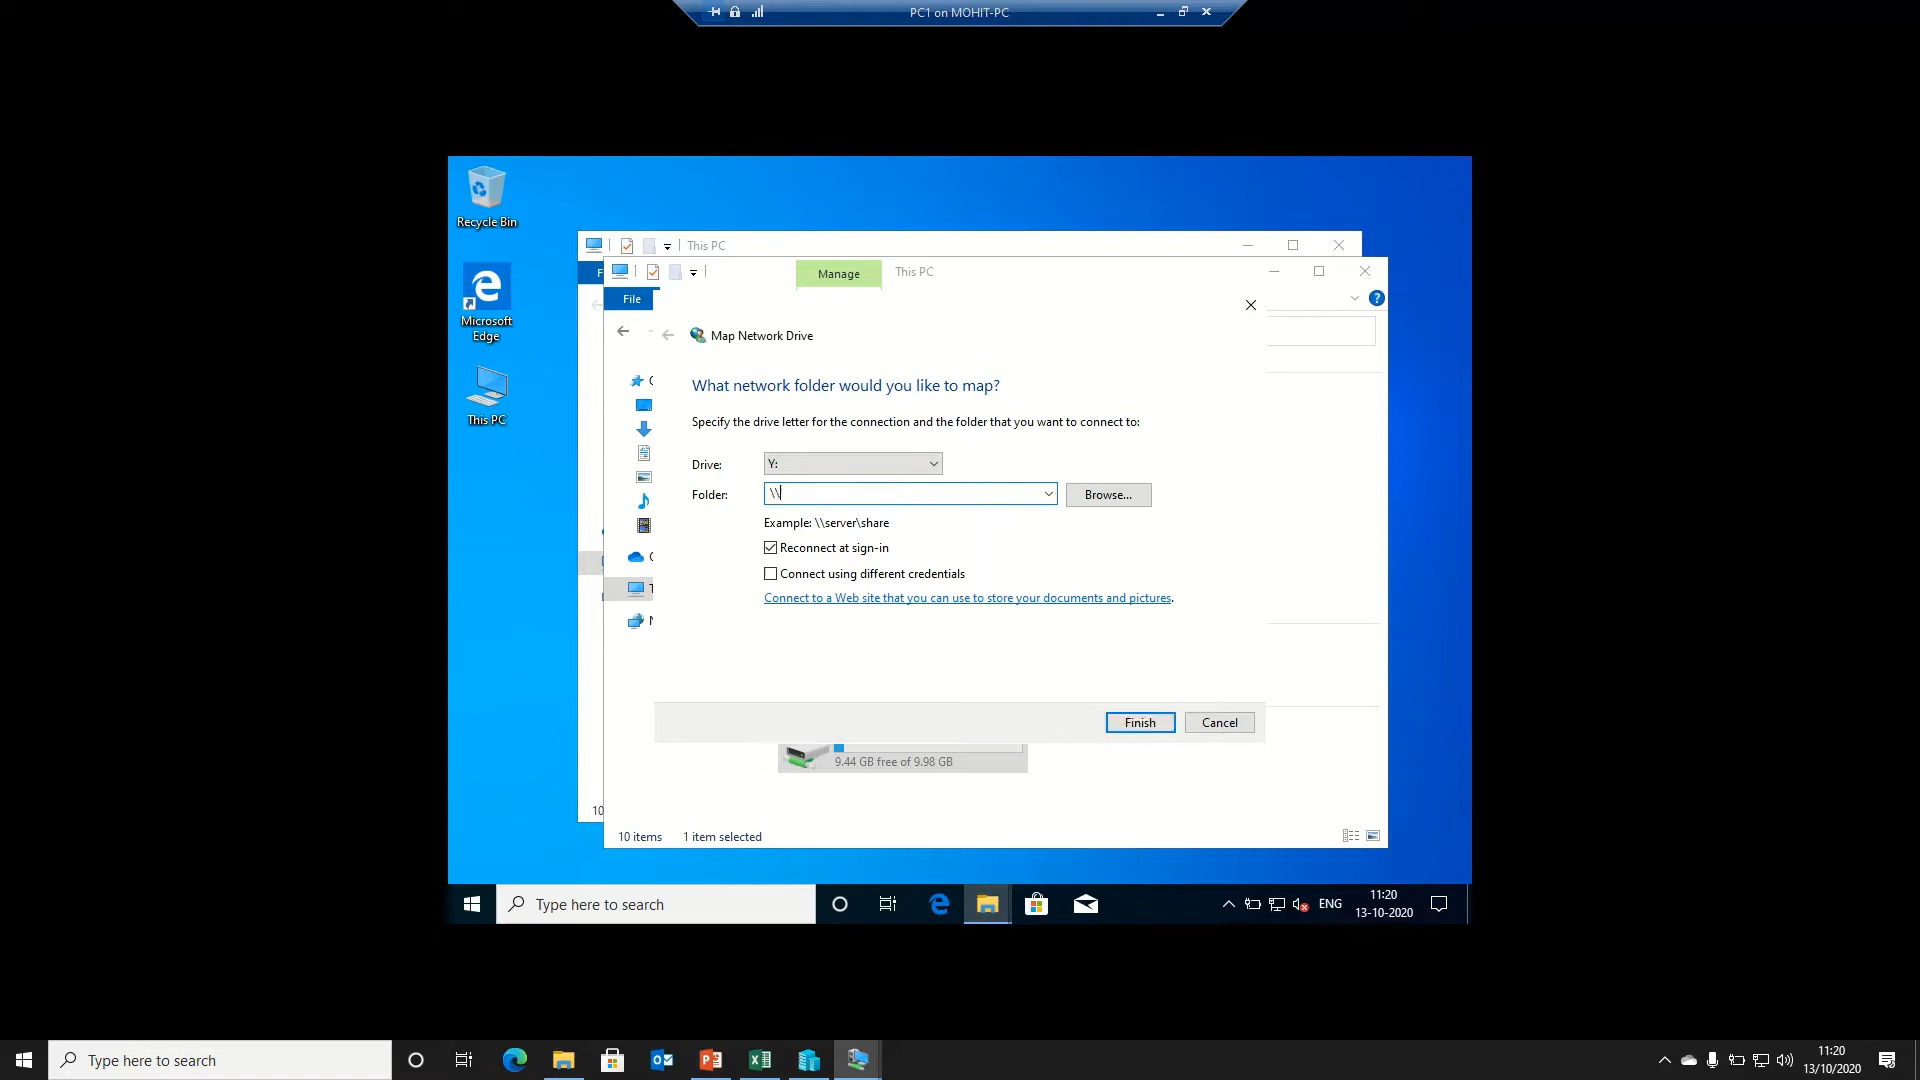 PC1 on MOHIT-PC
Recycle Bin
Microsoft
Edge
This PC
This PC
Manage
This PC
File
Map Network Drive
What network folder would you like to map?
Specify the drive letter for the connection and the folder that you want to connect to:
Drive:
Y:
Folder:
\\
Browse...
Example: \\server\share
Reconnect at sign-in
Connect using different credentials
Connect to a Web site that you can use to store your documents and pictures.
Finish
Cancel
9.44 GB free of 9.98 GB
10
10 items
1 item selected
Type here to search
ENG
11:20
13-10-2020
Type here to search
11:20
13/10/2020